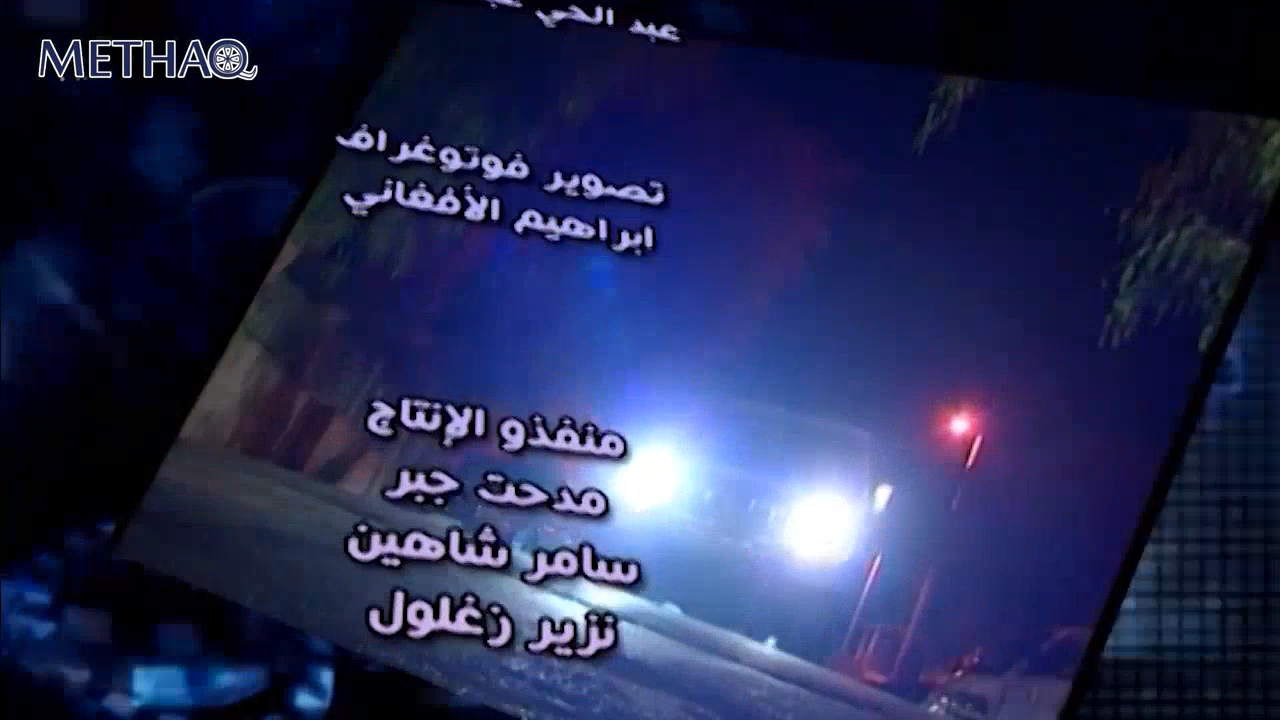 METHAQ
عبد الحي
تصوير فوتوغراف
ابراهيم الأفغاني
منفذو الإنتاج
مدحت جبر
سامر شاهين
نزير زغلول